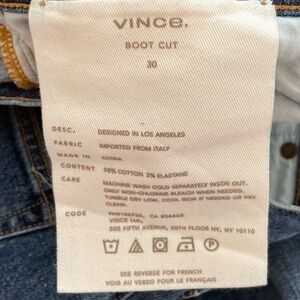 VINCE.
BOOT CUT
30
DESC. DESIGNED IN LOS ANGELES
FABRIC IMPORTED FROM ITALY
MADE IN CHINA
CONTENT 98% COTTON 2% ELASTANE
CARE MACHINE WASH COLD SEPARATELY INSIDE OUT.
ONLY NON-CHLORINE BLEACH WHEN NEEDED.
TUMBLE DRY LOW. COOL IRON IF NEEDED OR DRY
CLEAN.
CODE CA
VINCE
500 FIFTH AVENUE, 20TH FLOOR NY, NY 10110
SEE REVERSE FOR FRENCH
VOIR AU VERSO POUR LE FRANÇAIS